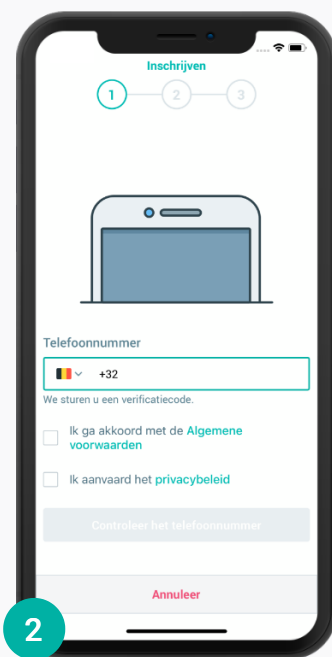 Inschrijven
1
2
3
Telefoonnummer
+32
We sturen u een verificatiecode.
Ik ga akkoord met de Algemene
voorwaarden
Ik aanvaard het privacybeleid
Controleer het telefoonnummer
Annuleer
2